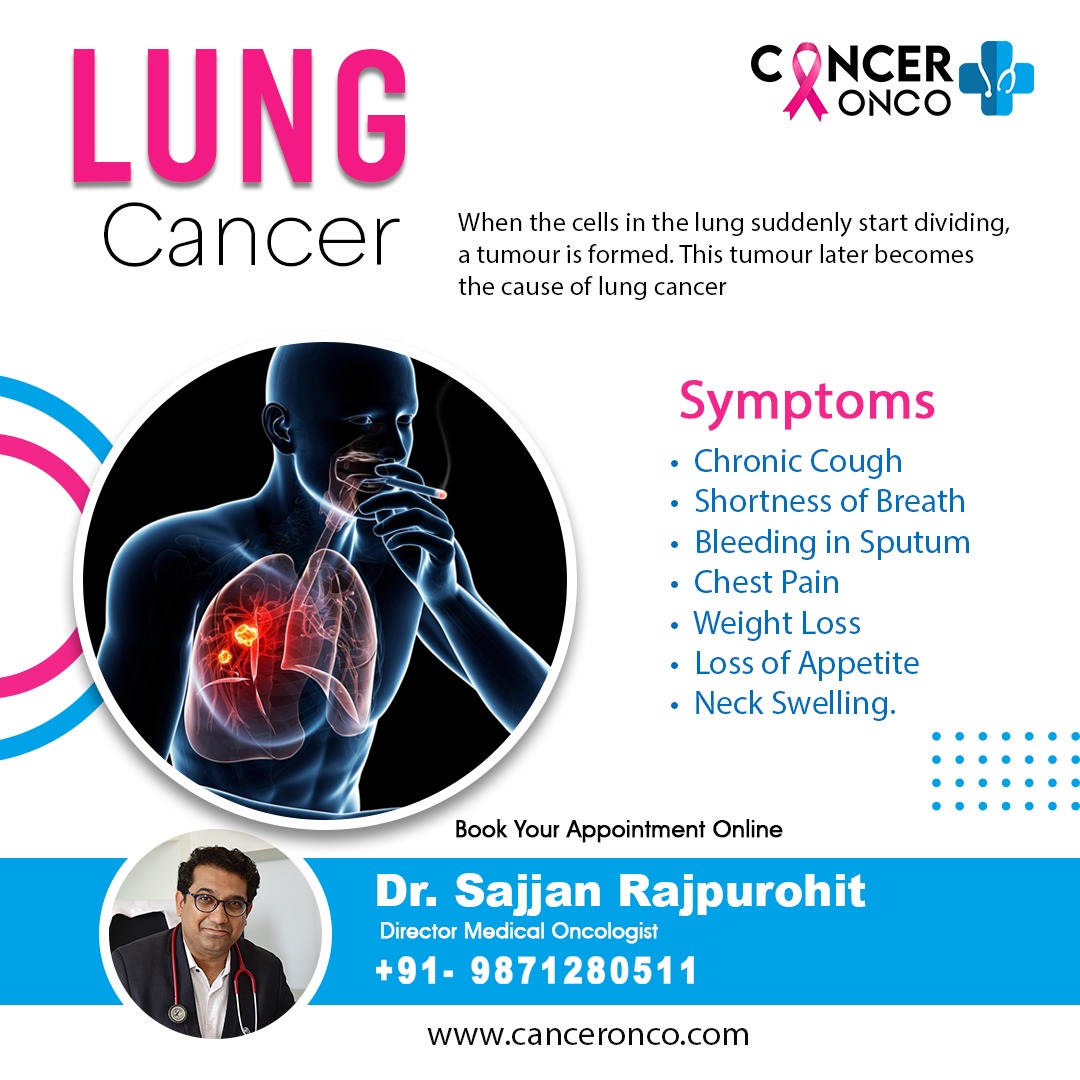 LUNG
Cancer
CANCER
ONCO
When the cells in the lung suddenly start dividing,
a tumour is formed. This tumour later becomes
the cause of lung cancer
Symptoms
• Chronic Cough
• Shortness of Breath
• Bleeding in Sputum
• Chest Pain
• Weight Loss
• Loss of Appetite
• Neck Swelling.
Book Your Appointment Online
Dr. Sajjan Rajpurohit
Director Medical Oncologist
+91- 9871280511
www.canceronco.com